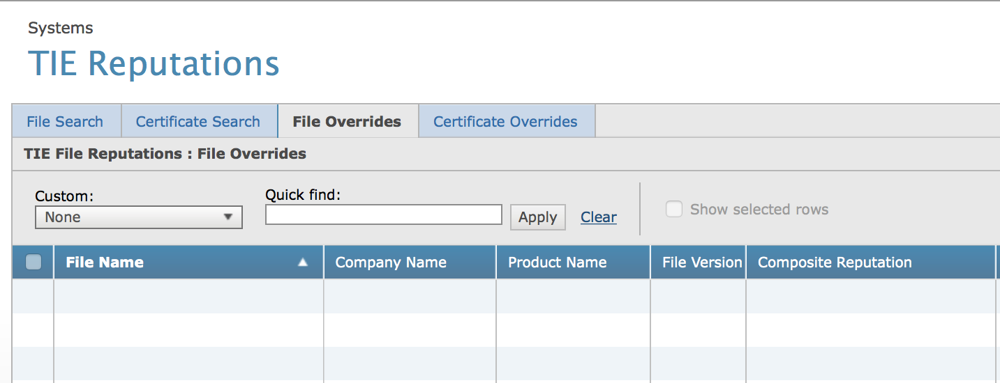 Systems
TIE Reputations
File Search Certificate Search File Overrides Certificate Overrides
TIE File Reputations : File Overrides
Custom: Quick find:
None Apply Clear Show selected rows
File Name Company Name Product Name File Version Composite Reputation